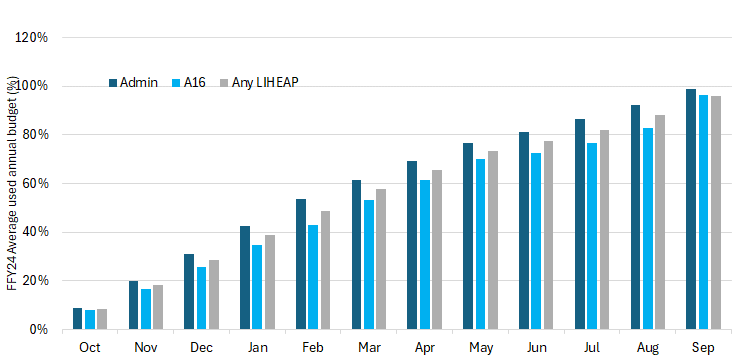 120%
100%
80%
60%
40%
20%
0%
FFY24 Average used annual budget (%)
Admin A16 Any LIHEAP
Oct Nov Dec Jan Feb Mar Apr May Jun Jul Aug Sep